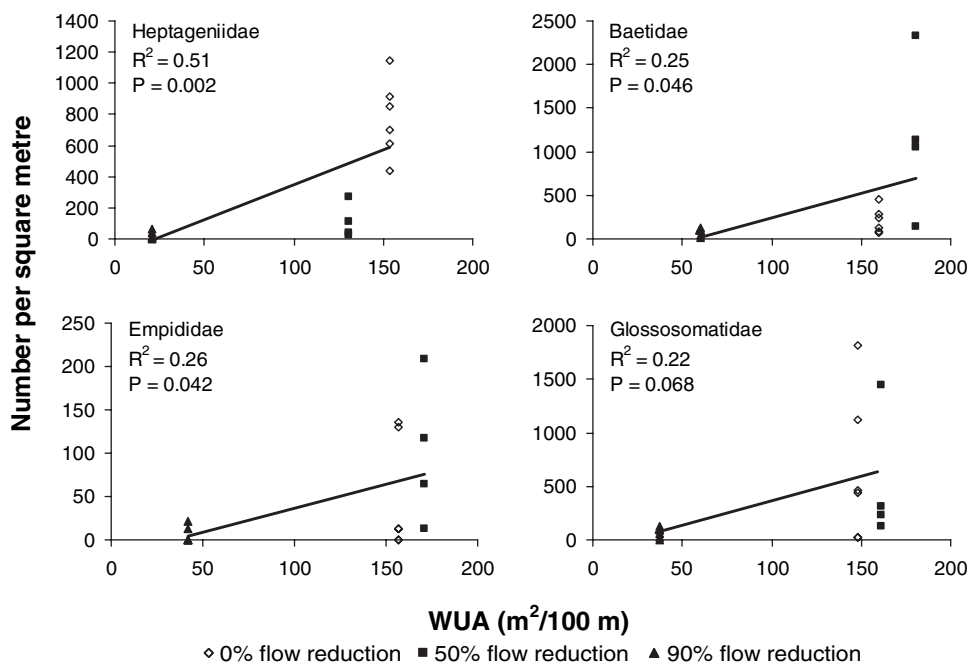 Number per square metre
Heptageniidae
R² = 0.51
P = 0.002
1400
1200
1000
800
600
400
200
0
0 50 100 150 200
Baetidae
R² = 0.25
P = 0.046
2500
2000
1500
1000
500
0
0 50 100 150 200
Empididae
R² = 0.26
P = 0.042
250
200
150
100
50
0
0 50 100 150 200
Glossosomatidae
R² = 0.22
P = 0.068
2000
1500
1000
500
0
0 50 100 150 200
WUA (m²/100 m)
0% flow reduction 50% flow reduction 90% flow reduction